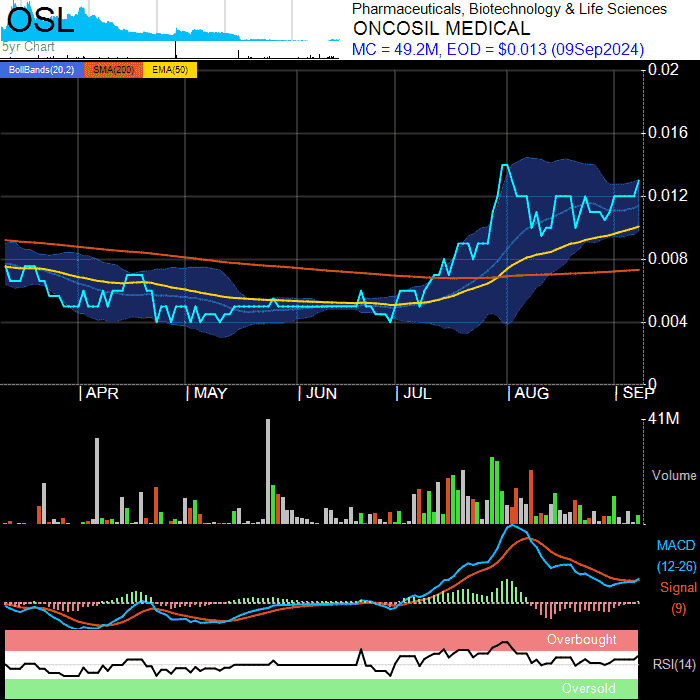 OSL
5yr Chart
Pharmaceuticals, Biotechnology & Life Sciences
ONCOSIL MEDICAL
MC = 49.2M, EOD = $0.013 (09Sep2024)
BollBands(20,2) SMA(200) EMA(50)
0.02
0.016
0.012
0.008
0.004
0
APR MAY JUN JUL AUG SEP
41M
Volume
MACD
(12-26)
Signal
(9)
Overbought
RSI(14)
Oversold